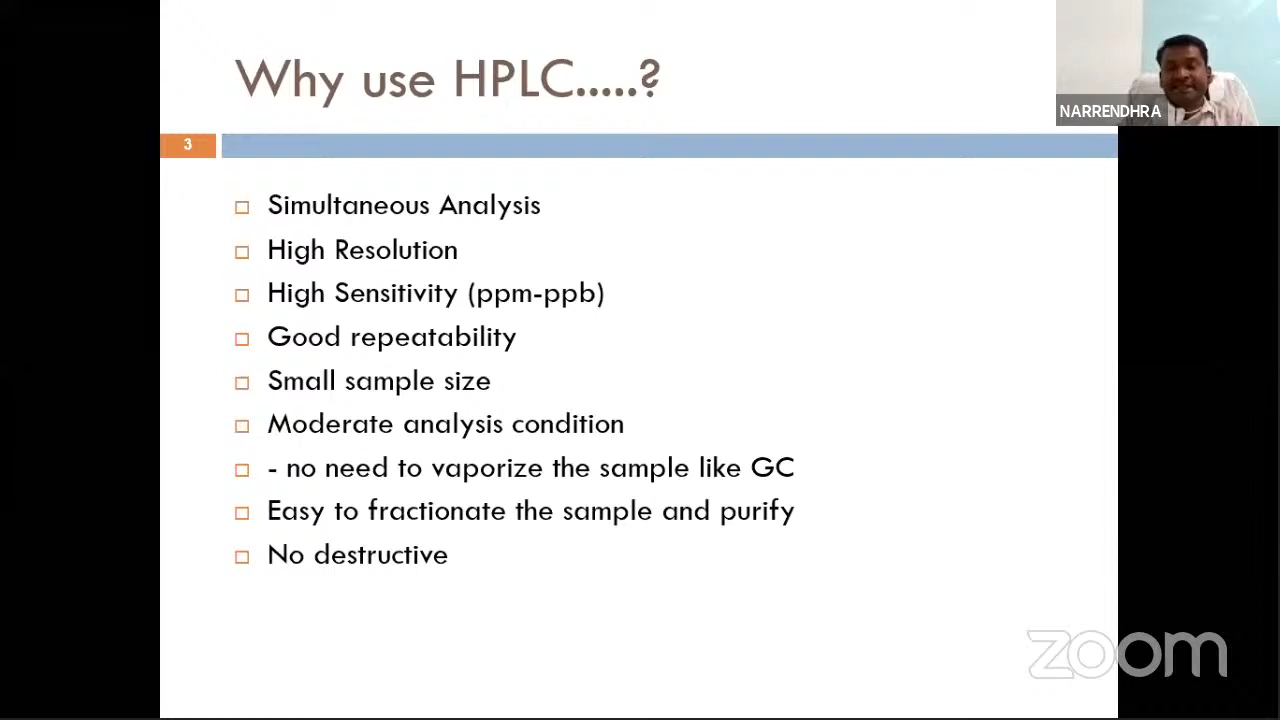 Why use HPLC.....?
NARRENDHRA
3
Simultaneous Analysis
High Resolution
High Sensitivity (ppm-ppb)
Good repeatability
Small sample size
Moderate analysis condition
- no need to vaporize the sample like GC
Easy to fractionate the sample and purify
No destructive
zoom